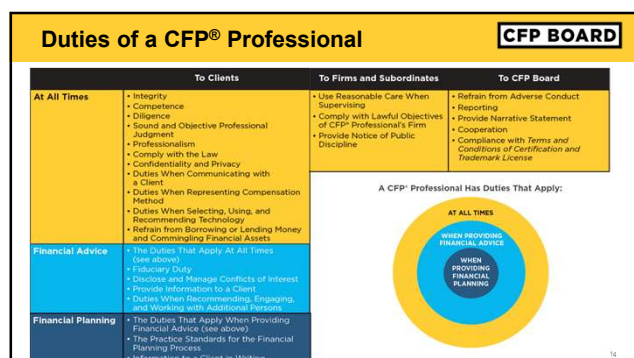 Duties of a CFP® Professional
CFP BOARD
To Clients
To Firms and Subordinates
To CFP Board
At All Times
• Integrity
• Competence
• Diligence
• Sound and Objective Professional
Judgment
• Professionalism
• Comply with the Law
• Confidentiality and Privacy
• Duties When Communicating with
a Client
• Duties When Representing Compensation
Method
• Duties When Selecting, Using, and
Recommending Technology
• Refrain from Borrowing or Lending Money
and Commingling Financial Assets
• Use Reasonable Care When
Supervising
• Comply with Lawful Objectives
of CFP® Professional's Firm
• Provide Notice of Public
Discipline
• Refrain from Adverse Conduct
• Reporting
• Provide Narrative Statement
• Cooperation
• Compliance with Terms and
Conditions of Certification and
Trademark License
Financial Advice
• The Duties That Apply At All Times
(see above)
• Fiduciary Duty
• Disclose and Manage Conflicts of Interest
• Provide Information to a Client
• Duties When Recommending, Engaging,
and Working with Additional Persons
Financial Planning
• The Duties That Apply When Providing
Financial Advice (see above)
• The Practice Standards for the Financial
Planning Process
• Information to a Client in Writing
A CFP® Professional Has Duties That Apply:
AT ALL TIMES
WHEN PROVIDING
FINANCIAL ADVICE
WHEN
PROVIDING
FINANCIAL
PLANNING
14